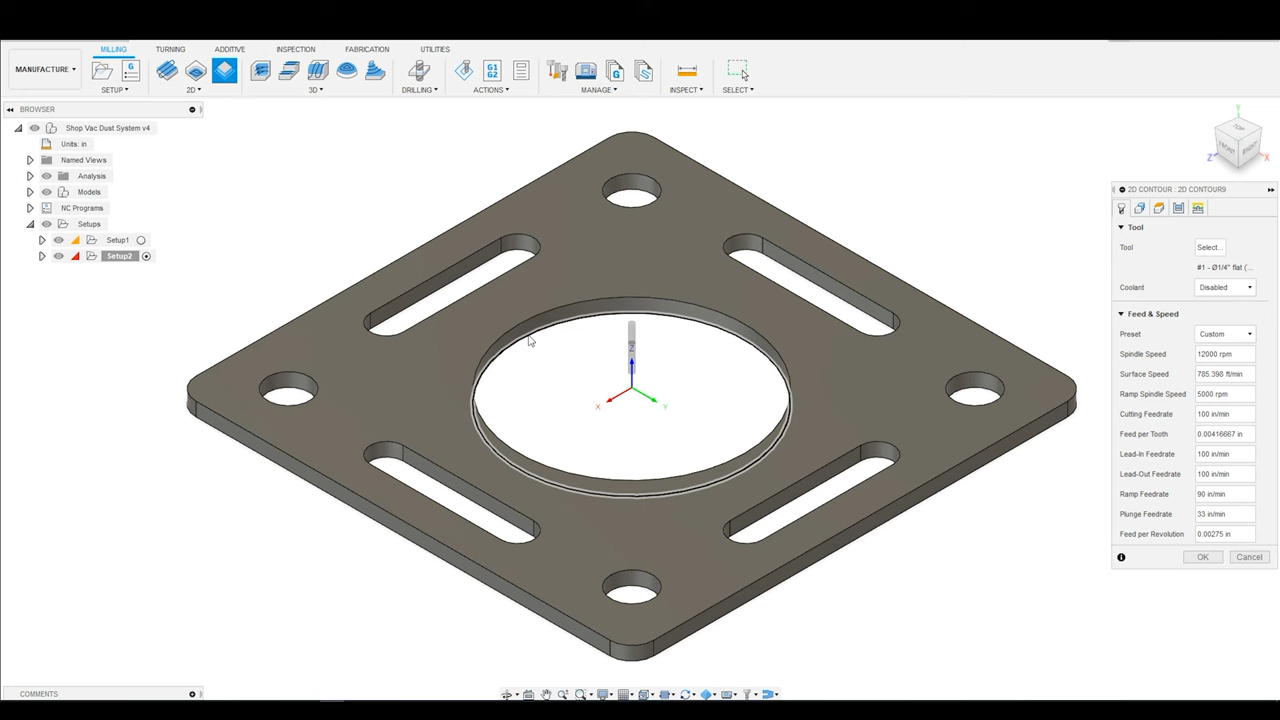 MILLING TURNING ADDITIVE INSPECTION FABRICATION UTILITIES
MANUFACTURE
SETUP 2D 3D DRILLING ACTIONS MANAGE INSPECT SELECT
G1
G2
BROWSER
Shop Vac Dust System v4
Units: in
Named Views
Analysis
Models
NC Programs
Setups
Setup1
Setup2
TOP
FRONT
RIGHT
Y
Z
X
Z
X
Y
2D CONTOUR : 2D CONTOUR9
Tool
Tool Select...
#1 - Ø1/4" flat (...
Coolant Disabled
Feed & Speed
Preset Custom
Spindle Speed 12000 rpm
Surface Speed 785.398 ft/min
Ramp Spindle Speed 5000 rpm
Cutting Feedrate 100 in/min
Feed per Tooth 0.00416667 in
Lead-In Feedrate 100 in/min
Lead-Out Feedrate 100 in/min
Ramp Feedrate 90 in/min
Plunge Feedrate 33 in/min
Feed per Revolution 0.00275 in
OK Cancel
COMMENTS